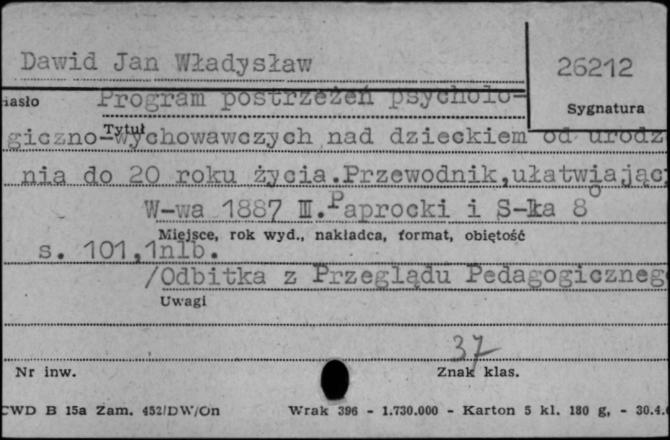 Dawid Jan Władysław
26212
iasło
Program postrzeżeń psycholo-
Sygnatura
Tytuł
giczno-wychowawczych nad dzieckiem od urodz
nia do 20 roku życia.Przewodnik,ułatwiając
W-wa 1887 Ⅲ.Paprocki i S-ka 8°
Miejsce, rok wyd., nakładca, format, objętość
s. 101,1nlb.
/Odbitka z Przeglądu Pedagogiczneg
Uwagi
37
Nr inw.
Znak klas.
CWD B 15a Zam. 452/DW/On
Wrak 396 - 1.730.000 - Karton 5 kl. 180 g, - 30.4.